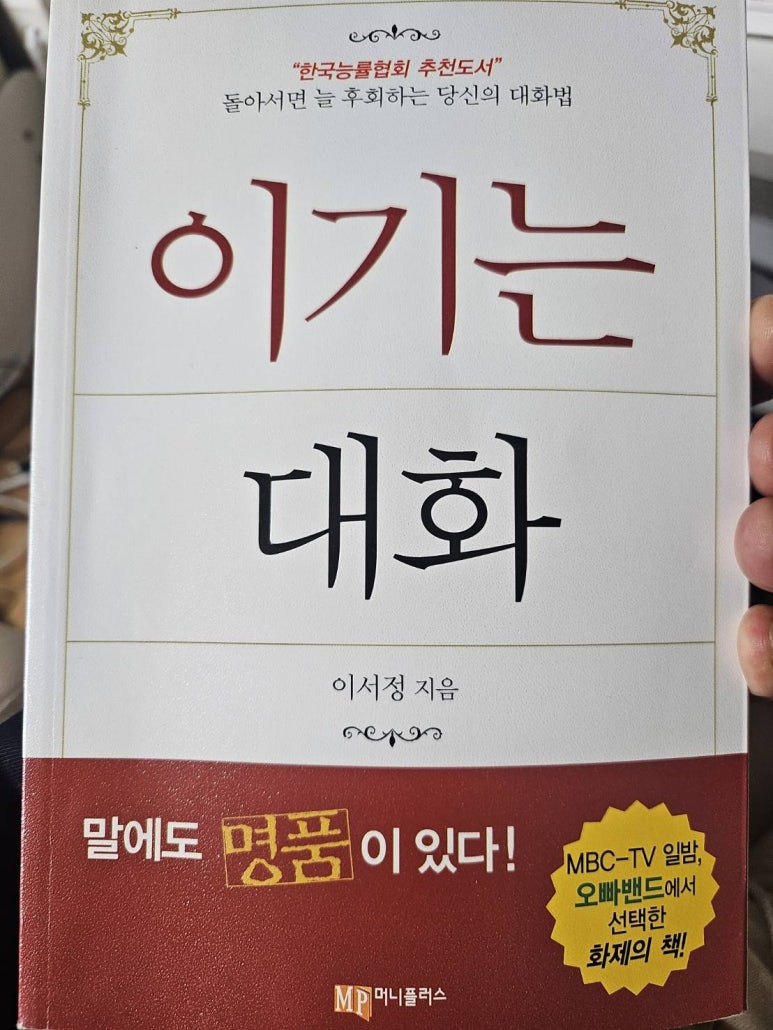 “한국능률협회 추천도서”
돌아서면 늘 후회하는 당신의 대화법
이기는
대화
이서정 지음
말에도 명품이 있다!
MBC-TV 일밤,
오빠밴드에서
선택한
화제의 책!
MP 머니플러스